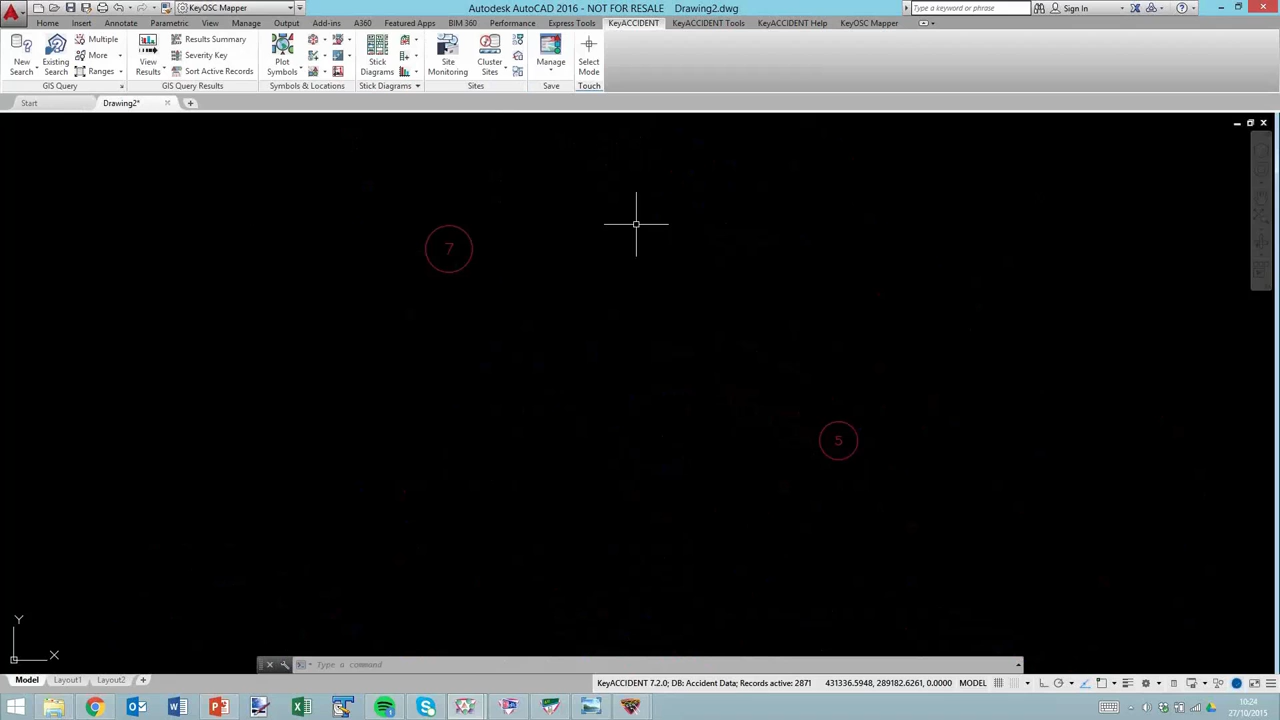 KeyOSC Mapper
Autodesk AutoCAD 2016 - NOT FOR RESALE Drawing2.dwg
Type a keyword or phrase
Sign In
Home Insert Annotate Parametric View Manage Output Add-ins A360 Featured Apps BIM 360 Performance Express Tools KeyACCIDENT KeyACCIDENT Tools KeyACCIDENT Help KeyOSC Mapper
Multiple
More
Ranges
New Search
Existing Search
View Results
Results Summary
Severity Key
Sort Active Records
Plot Symbols
Stick Diagrams
Site Monitoring
Cluster Sites
Manage
Select Mode
GIS Query GIS Query Results Symbols & Locations Stick Diagrams Sites Save Touch
Start Drawing2*
7
5
Y
X
Type a command
Model Layout1 Layout2
KeyACCIDENT 7.2.0; DB: Accident Data; Records active: 2871 431336.5948, 289182.6261, 0.0000 MODEL
10:24
27/10/2015